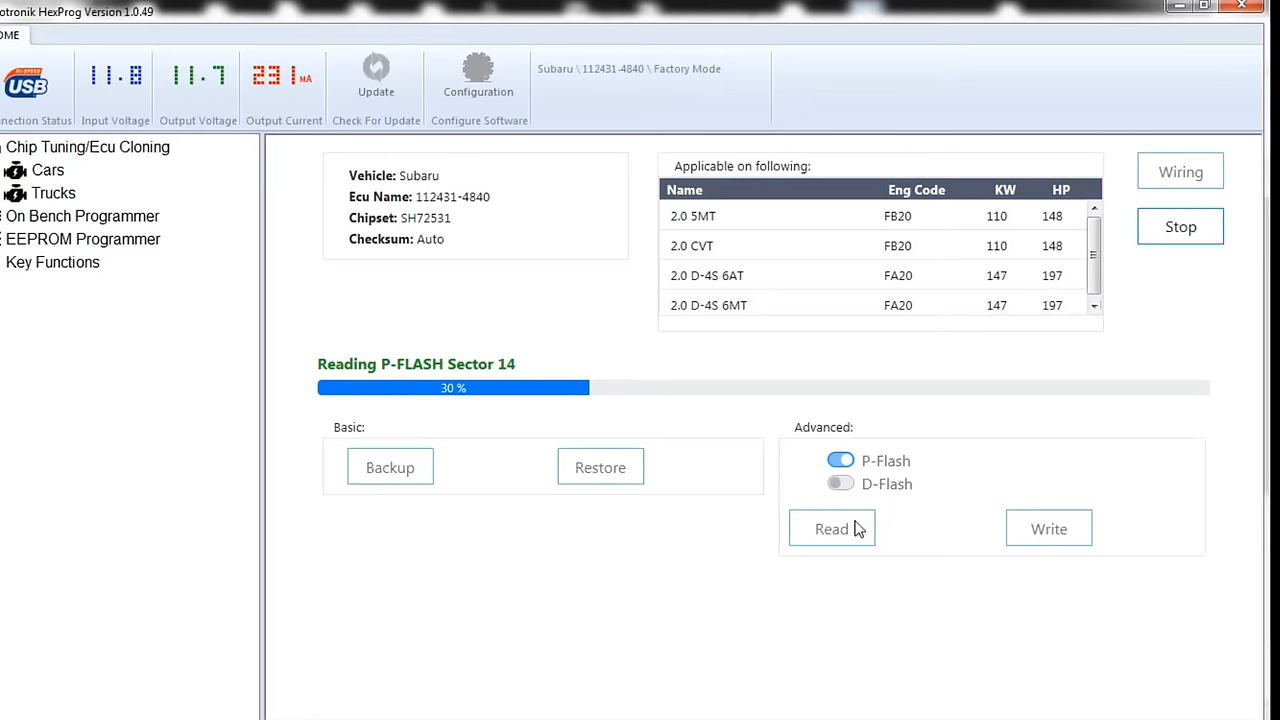 otronik HexProg Version 1.0.49
OME
HI-SPEED
USB
11.8
11.7
231 MA
Update
Configuration
Subaru \ 112431-4840 \ Factory Mode
nection Status
Input Voltage
Output Voltage
Output Current
Check For Update
Configure Software
Chip Tuning/Ecu Cloning
Cars
Trucks
On Bench Programmer
EEPROM Programmer
Key Functions
Vehicle: Subaru
Ecu Name: 112431-4840
Chipset: SH72531
Checksum: Auto
Applicable on following:
Name Eng Code KW HP
2.0 5MT FB20 110 148
2.0 CVT FB20 110 148
2.0 D-4S 6AT FA20 147 197
2.0 D-4S 6MT FA20 147 197
Wiring
Stop
Reading P-FLASH Sector 14
30 %
Basic:
Backup
Restore
Advanced:
P-Flash
D-Flash
Read
Write